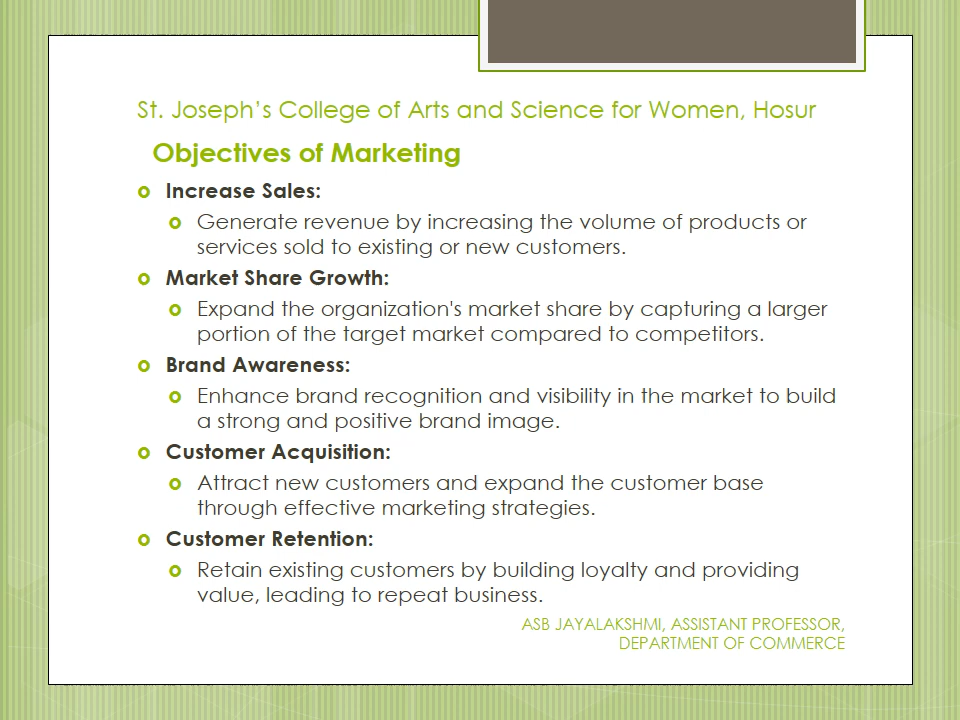 St. Joseph’s College of Arts and Science for Women, Hosur
Objectives of Marketing
Increase Sales:
Generate revenue by increasing the volume of products or
services sold to existing or new customers.
Market Share Growth:
Expand the organization's market share by capturing a larger
portion of the target market compared to competitors.
Brand Awareness:
Enhance brand recognition and visibility in the market to build
a strong and positive brand image.
Customer Acquisition:
Attract new customers and expand the customer base
through effective marketing strategies.
Customer Retention:
Retain existing customers by building loyalty and providing
value, leading to repeat business.
ASB JAYALAKSHMI, ASSISTANT PROFESSOR,
DEPARTMENT OF COMMERCE